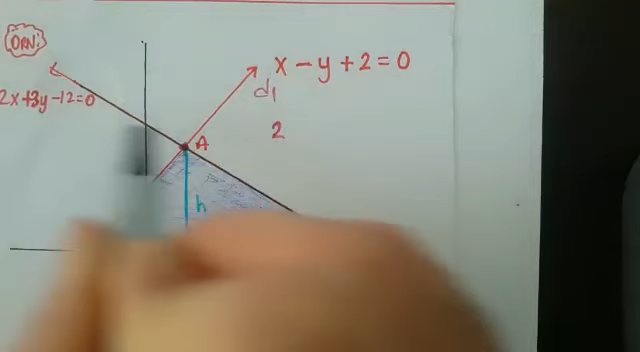 ÖRN:
x - y + 2 = 0
d₁
2x+3y-12=0
2
A
h